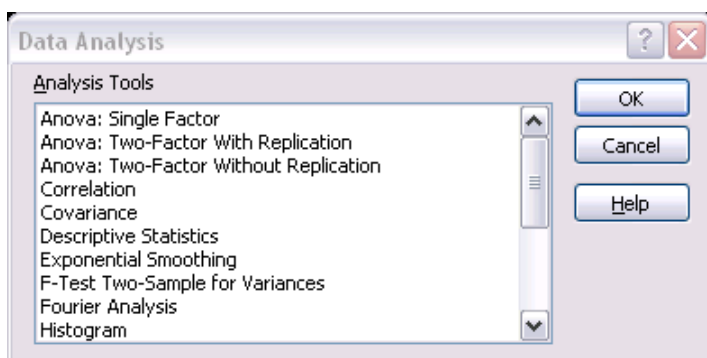 Data Analysis
Analysis Tools
Anova: Single Factor
Anova: Two-Factor With Replication
Anova: Two-Factor Without Replication
Correlation
Covariance
Descriptive Statistics
Exponential Smoothing
F-Test Two-Sample for Variances
Fourier Analysis
Histogram
OK
Cancel
Help